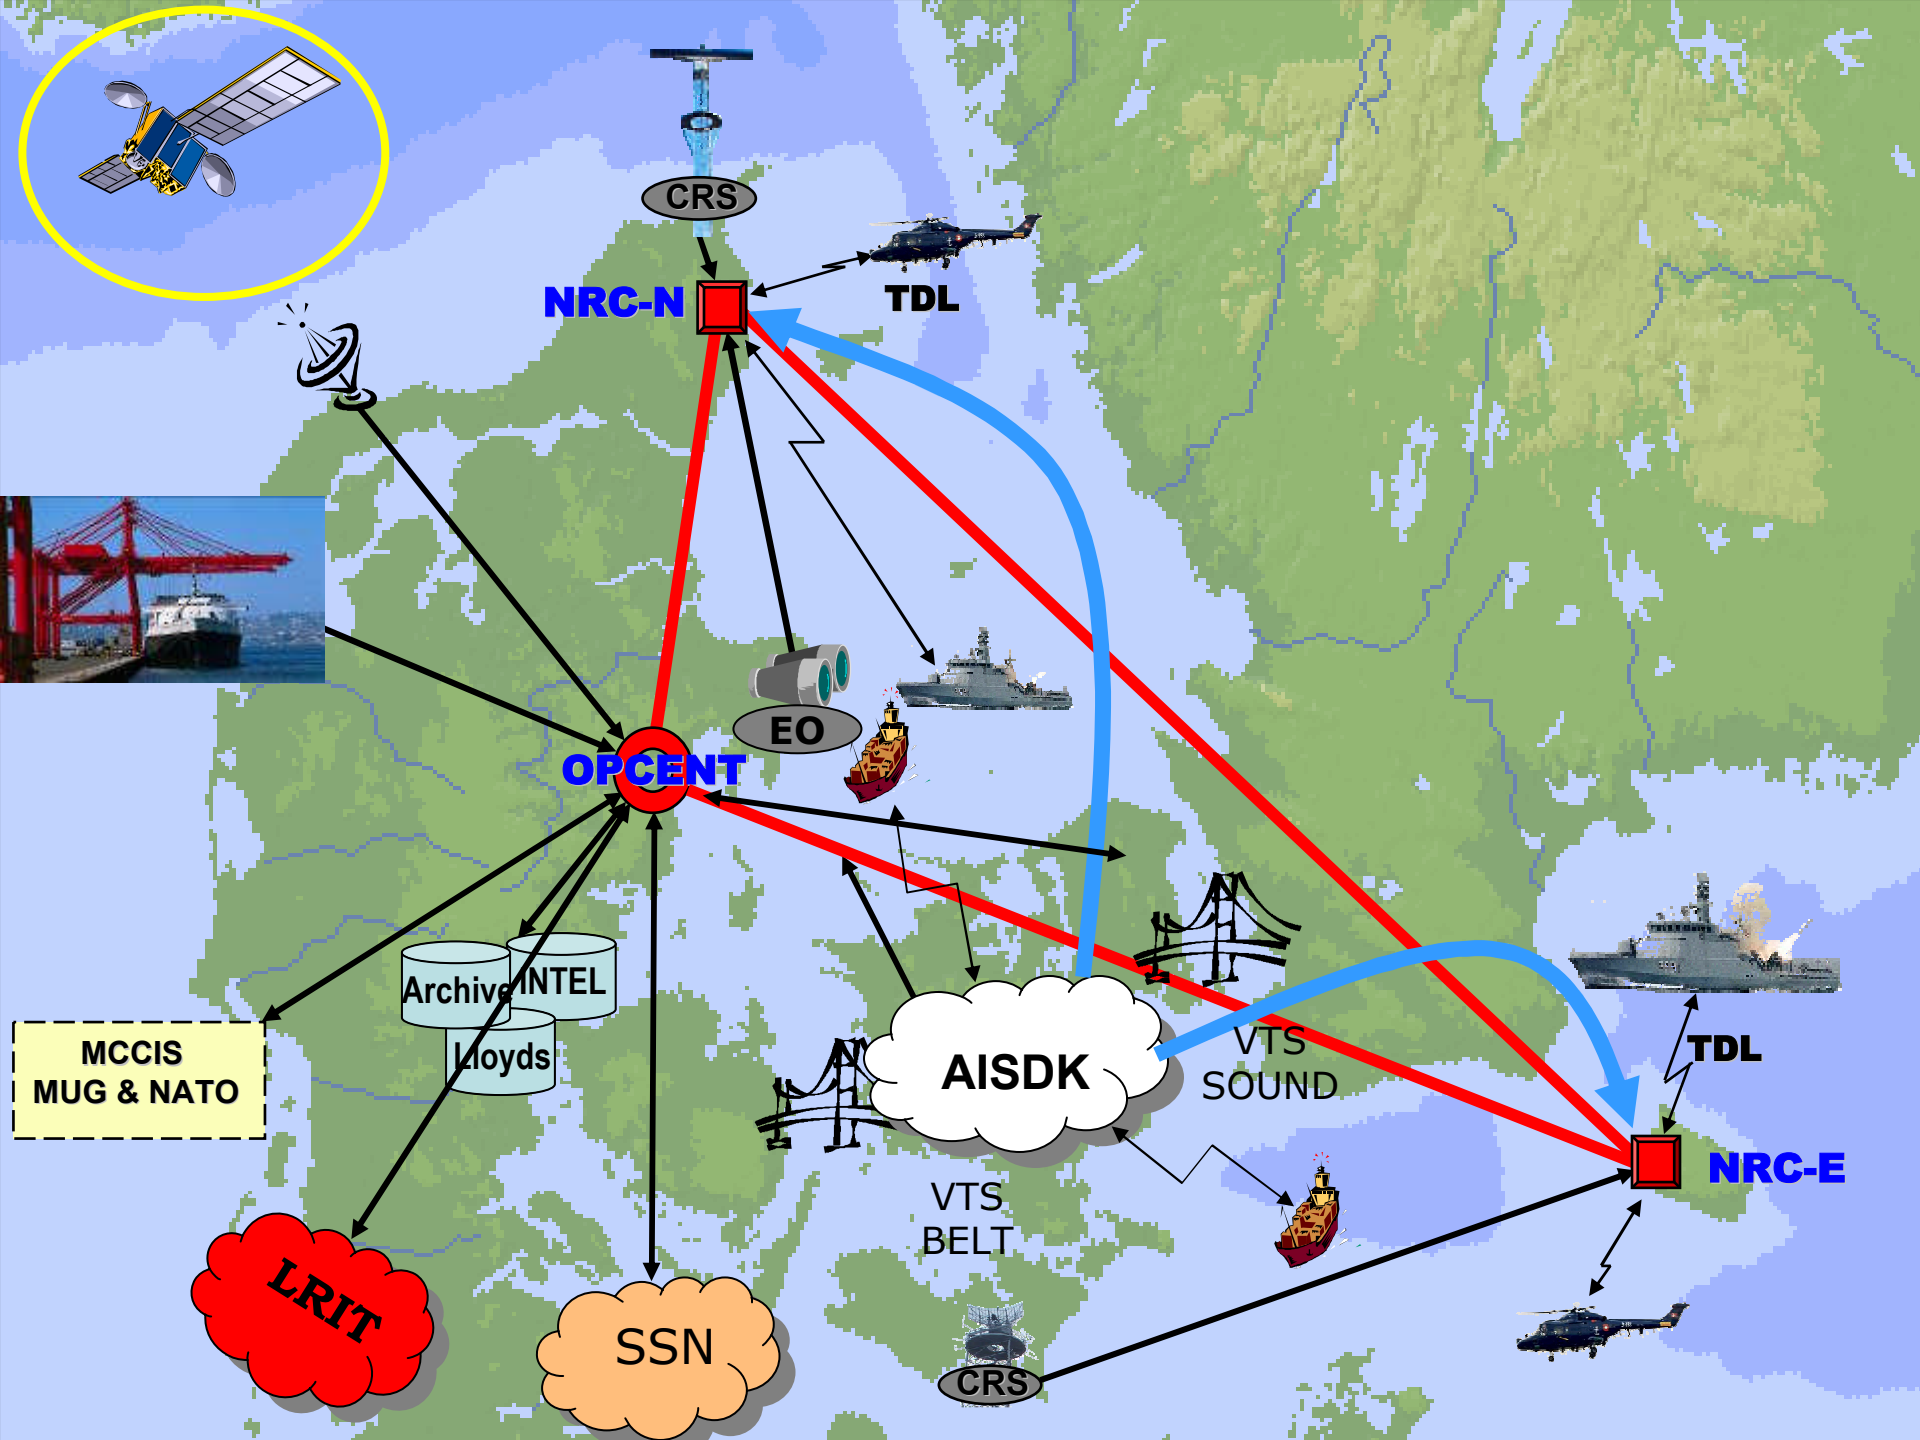 CRS
NRC-N
TDL
EO
OPCENT
Archive
INTEL
Lloyds
MCCIS
MUG & NATO
AISDK
VTS
SOUND
TDL
NRC-E
VTS
BELT
LRIT
SSN
CRS